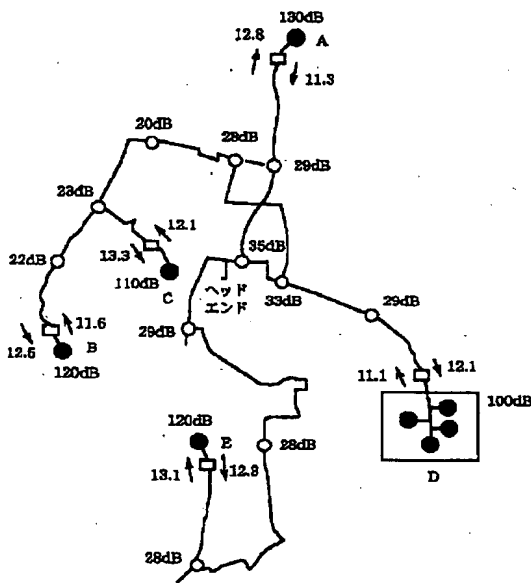 130dB
12.8
A
11.3
20dB
28dB
29dB
23dB
12.1
13.3
110dB
C
22dB
11.6
12.5
B
120dB
35dB
ヘッド
エンド
33dB
29dB
29dB
11.1
12.1
100dB
D
120dB
E
28dB
13.1
12.8
28dB